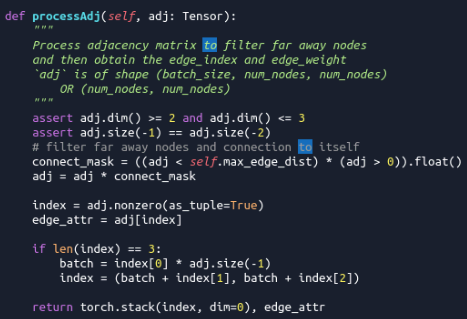 def processAdj(self, adj: Tensor):
    """
    Process adjacency matrix to filter far away nodes
    and then obtain the edge_index and edge_weight
    `adj` is of shape (batch_size, num_nodes, num_nodes)
        OR (num_nodes, num_nodes)
    """
    assert adj.dim() >= 2 and adj.dim() <= 3
    assert adj.size(-1) == adj.size(-2)
    # filter far away nodes and connection to itself
    connect_mask = ((adj < self.max_edge_dist) * (adj > 0)).float()
    adj = adj * connect_mask

    index = adj.nonzero(as_tuple=True)
    edge_attr = adj[index]

    if len(index) == 3:
        batch = index[0] * adj.size(-1)
        index = (batch + index[1], batch + index[2])

    return torch.stack(index, dim=0), edge_attr